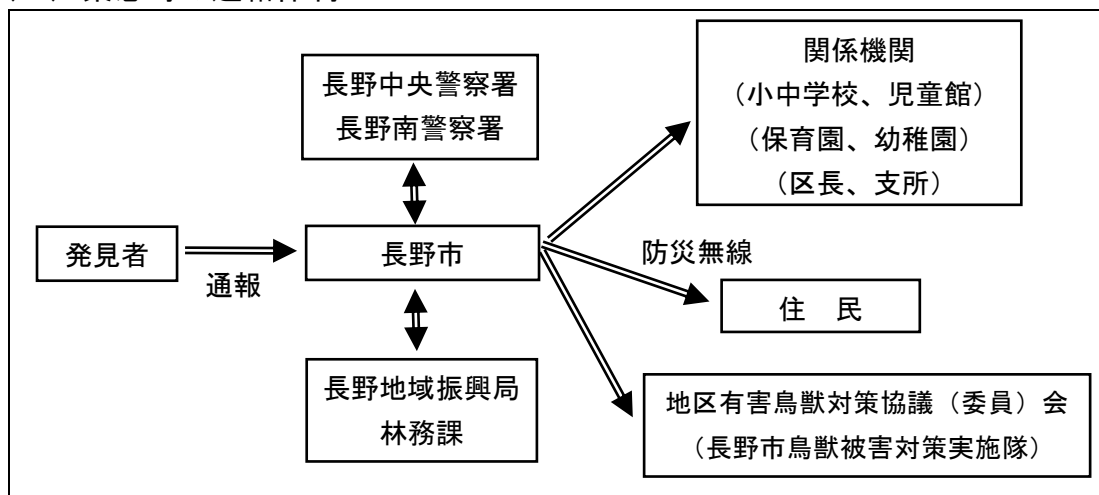 長野中央警察署
長野南警察署
関係機関
（小中学校、児童館）
（保育園、幼稚園）
（区長、支所）
発見者
通報
長野市
防災無線
住　民
長野地域振興局
林務課
地区有害鳥獣対策協議（委員）会
（長野市鳥獣被害対策実施隊）